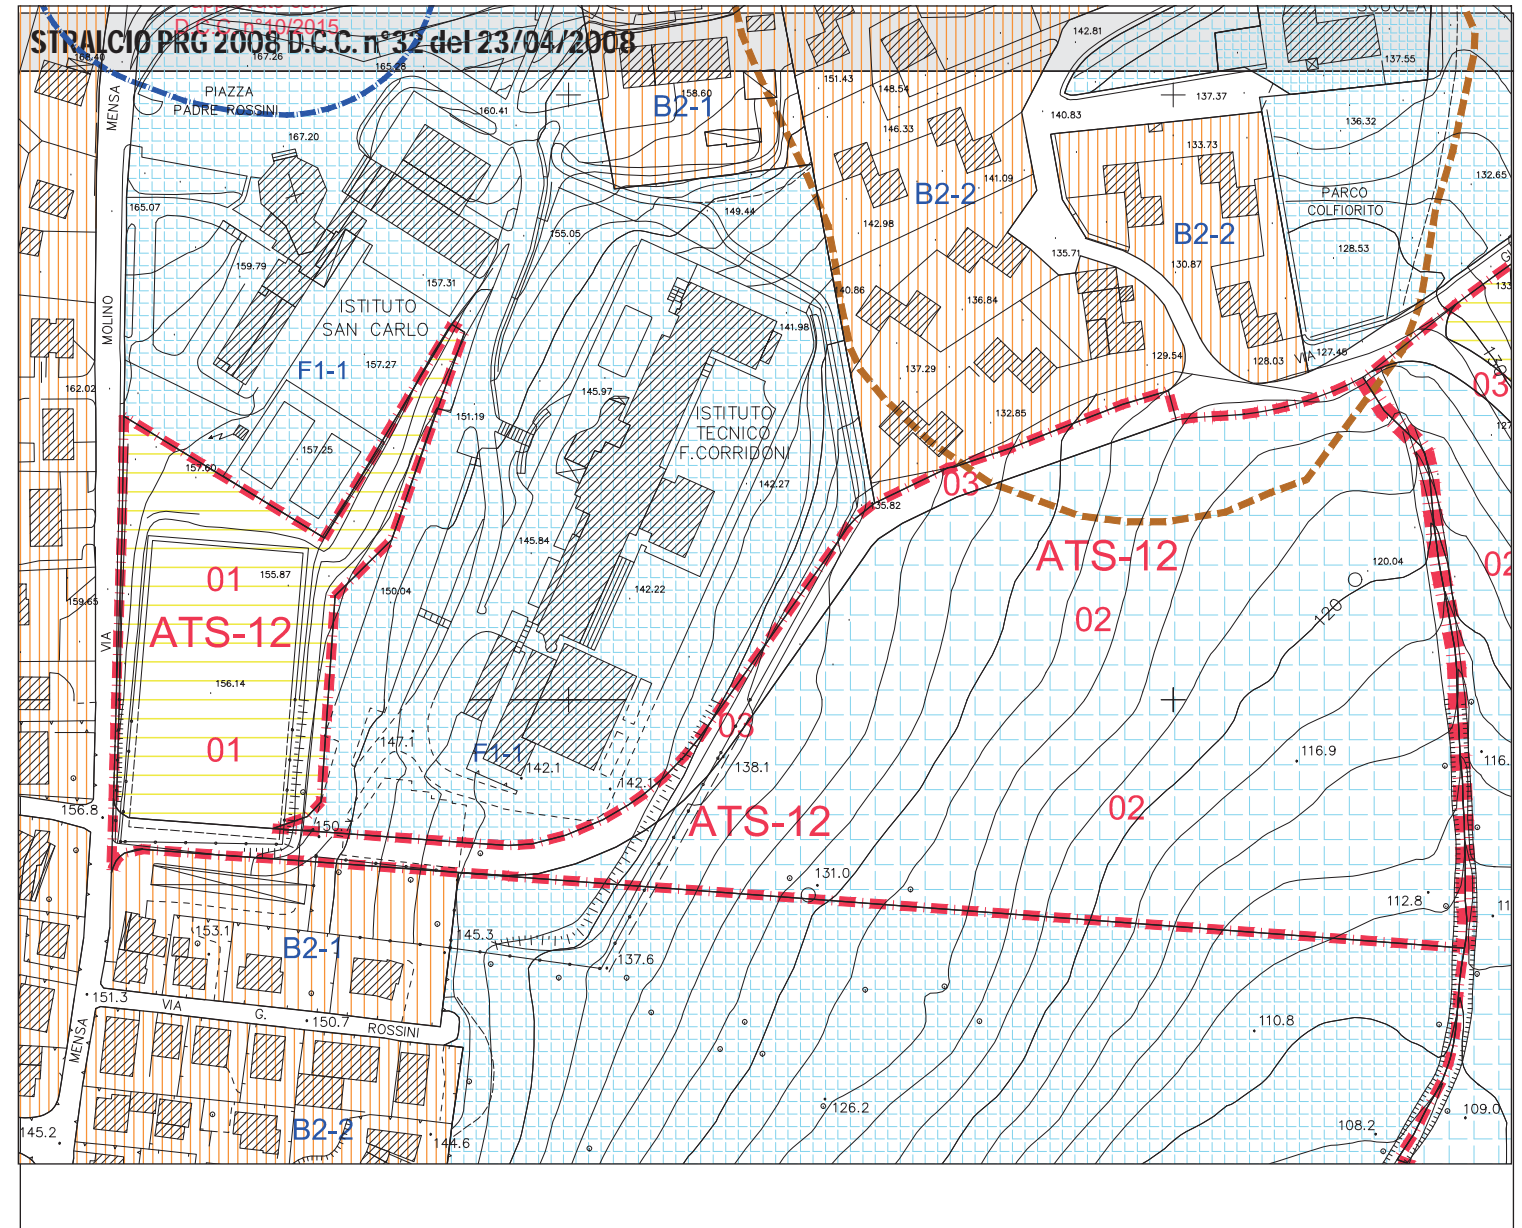 D.C.C. n°10/2015
STRALCIO PRG 2008 D.C.C. n° 32 del 23/04/2008
SCUOLA
168.40
167.26
165.28
142.81
137.55
151.43
148.54
158.60
B2-1
PIAZZA
PADRE ROSSINI
MENSA
160.41
137.37
140.83
136.32
146.33
167.20
133.73
132.65
141.09
B2-2
PARCO
COLFIORITO
165.07
149.44
142.98
B2-2
155.05
128.53
135.71
130.87
159.79
157.31
140.86
136.84
ISTITUTO
SAN CARLO
MOLINO
141.98
127.45
VIA
128.03
129.54
157.27
F1-1
137.29
162.02
145.97
03
151.19
ISTITUTO
TECNICO
F.CORRIDONI
132.85
157.25
157.60
142.27
03
135.82
145.84
ATS-12
120.04
02
155.87
01
150.04
142.22
159.65
120
02
ATS-12
VIA
156.14
03
147.1
01
F1-1
142.1
142.1
138.1
116.9
116.
156.8
150.
ATS-12
02
131.0
112.8
11
153.1
B2-1
145.3
137.6
151.3
VIA
G.
ROSSINI
150.7
MENSA
110.8
126.2
109.0
108.2
145.2
B2-2
144.6